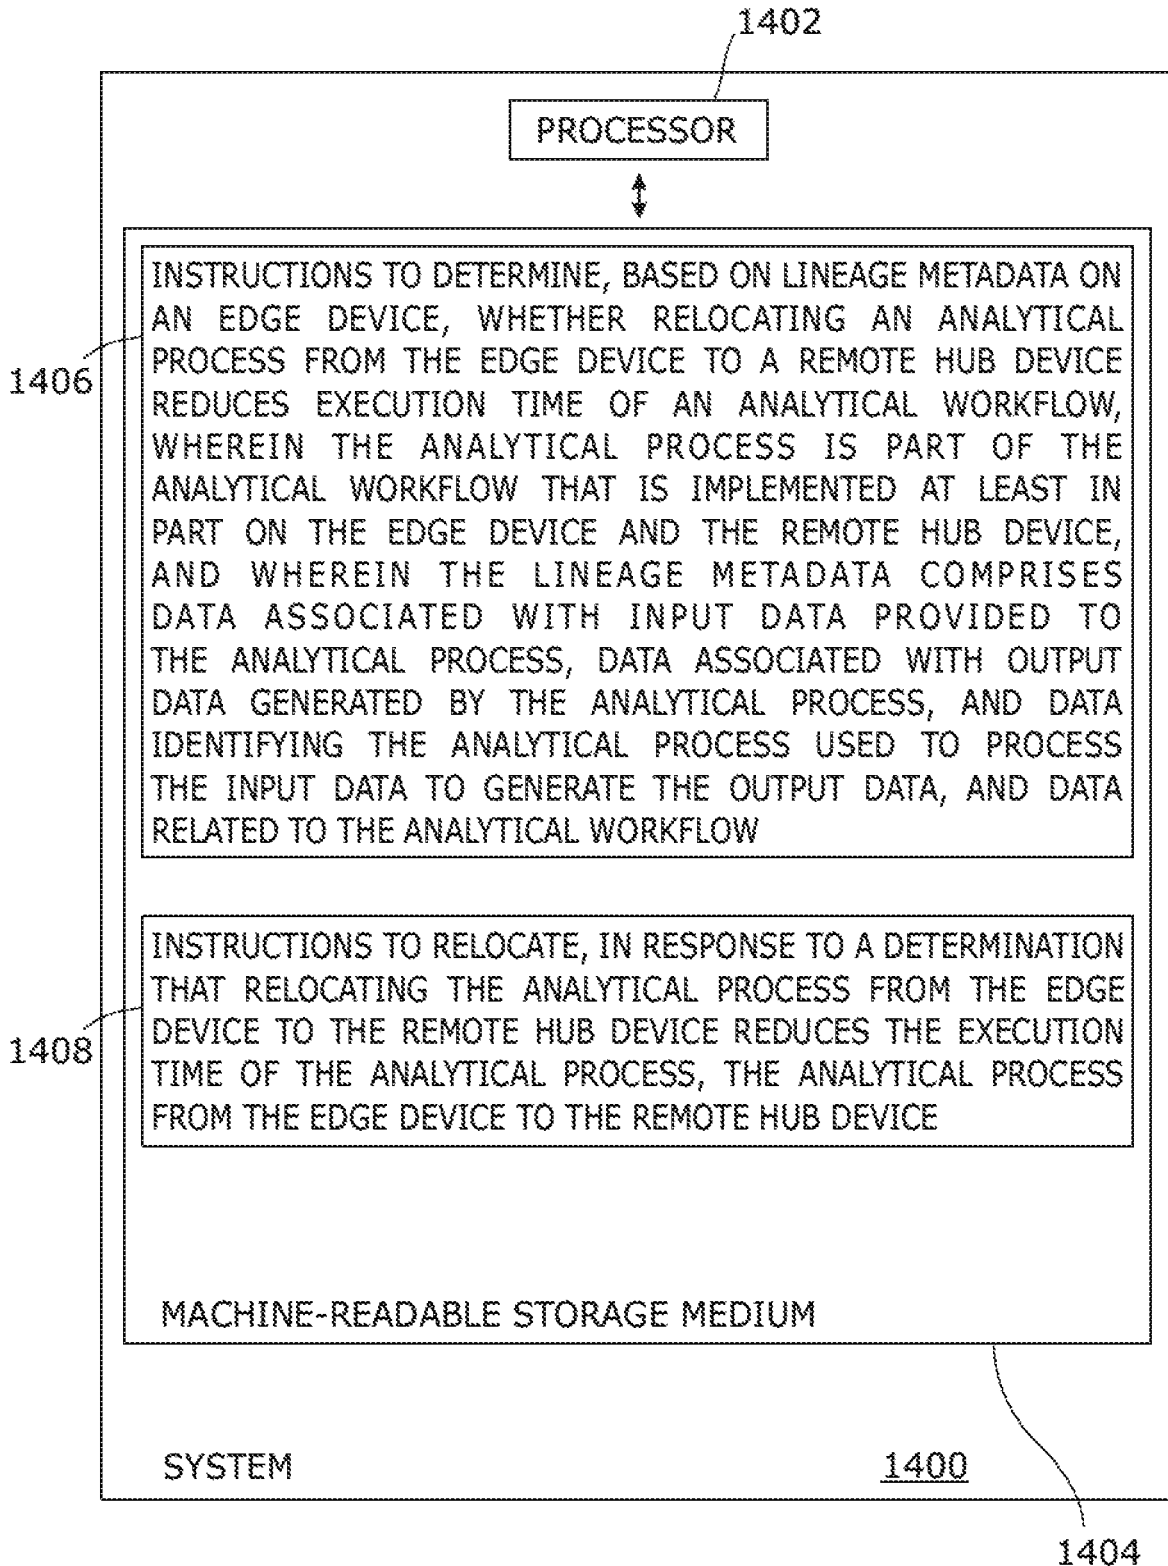 1402
PROCESSOR
INSTRUCTIONS TO DETERMINE, BASED ON LINEAGE METADATA ON
AN EDGE DEVICE, WHETHER RELOCATING AN ANALYTICAL
PROCESS FROM THE EDGE DEVICE TO A REMOTE HUB DEVICE
REDUCES EXECUTION TIME OF AN ANALYTICAL WORKFLOW,
WHEREIN THE ANALYTICAL PROCESS IS PART OF THE
ANALYTICAL WORKFLOW THAT IS IMPLEMENTED AT LEAST IN
PART ON THE EDGE DEVICE AND THE REMOTE HUB DEVICE,
AND WHEREIN THE LINEAGE METADATA COMPRISES
DATA ASSOCIATED WITH INPUT DATA PROVIDED TO
THE ANALYTICAL PROCESS, DATA ASSOCIATED WITH OUTPUT
DATA GENERATED BY THE ANALYTICAL PROCESS, AND DATA
IDENTIFYING THE ANALYTICAL PROCESS USED TO PROCESS
THE INPUT DATA TO GENERATE THE OUTPUT DATA, AND DATA
RELATED TO THE ANALYTICAL WORKFLOW
1406
INSTRUCTIONS TO RELOCATE, IN RESPONSE TO A DETERMINATION
THAT RELOCATING THE ANALYTICAL PROCESS FROM THE EDGE
DEVICE TO THE REMOTE HUB DEVICE REDUCES THE EXECUTION
TIME OF THE ANALYTICAL PROCESS, THE ANALYTICAL PROCESS
FROM THE EDGE DEVICE TO THE REMOTE HUB DEVICE
1408
MACHINE-READABLE STORAGE MEDIUM
SYSTEM
1400
1404